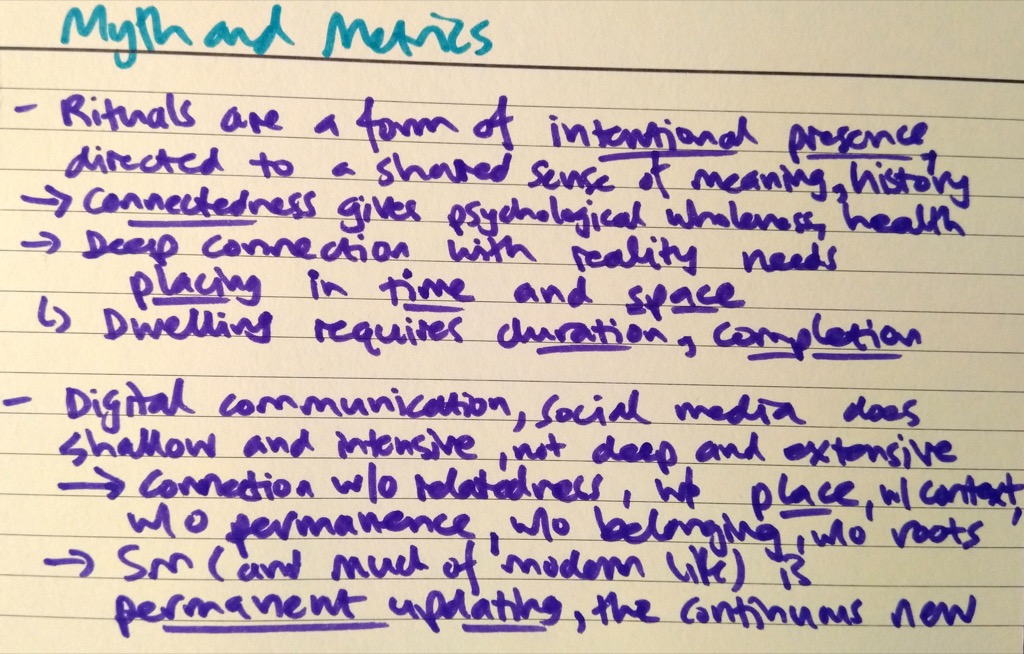 Myth and Metrics
- Rituals are a form of intentional presence,
directed to a shared sense of meaning, history
→ Connectedness gives psychological wholeness, health
→ Deep connection with reality needs
placing in time and space
↳ Dwelling requires duration, completion
- Digital communication, social media does
shallow and intensive, not deep and extensive
→ Connection w/o relatedness, w/o place, w/ context,
w/o permanence, w/o belonging, w/o roots
→ Sm (and much of modern life) is
permanent updating, the continuous new